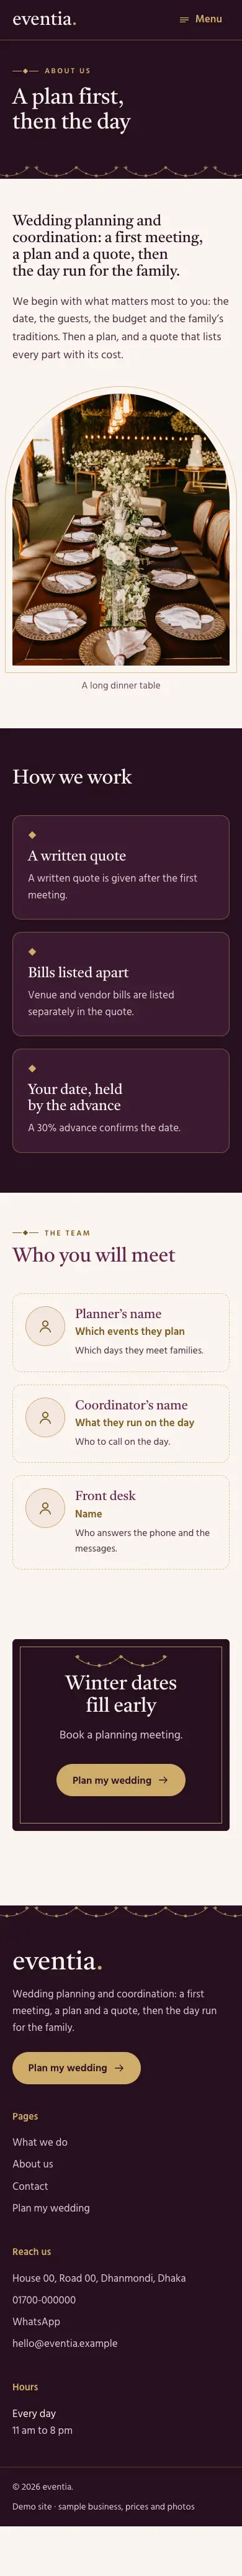 eventia.
Menu
ABOUT US
A plan first,
then the day
Wedding planning and
coordination: a first meeting,
a plan and a quote, then
the day run for the family.
We begin with what matters most to you: the
date, the guests, the budget and the family’s
traditions. Then a plan, and a quote that lists
every part with its cost.
A long dinner table
How we work
A written quote
A written quote is given after the first
meeting.
Bills listed apart
Venue and vendor bills are listed
separately in the quote.
Your date, held
by the advance
A 30% advance confirms the date.
THE TEAM
Who you will meet
Planner’s name
Which events they plan
Which days they meet families.
Coordinator’s name
What they run on the day
Who to call on the day.
Front desk
Name
Who answers the phone and the
messages.
Winter dates
fill early
Book a planning meeting.
Plan my wedding
eventia.
Wedding planning and coordination: a first
meeting, a plan and a quote, then the day run
for the family.
Plan my wedding
Pages
What we do
About us
Contact
Plan my wedding
Reach us
House 00, Road 00, Dhanmondi, Dhaka
01700-000000
WhatsApp
hello@eventia.example
Hours
Every day
11 am to 8 pm
© 2026 eventia.
Demo site · sample business, prices and photos